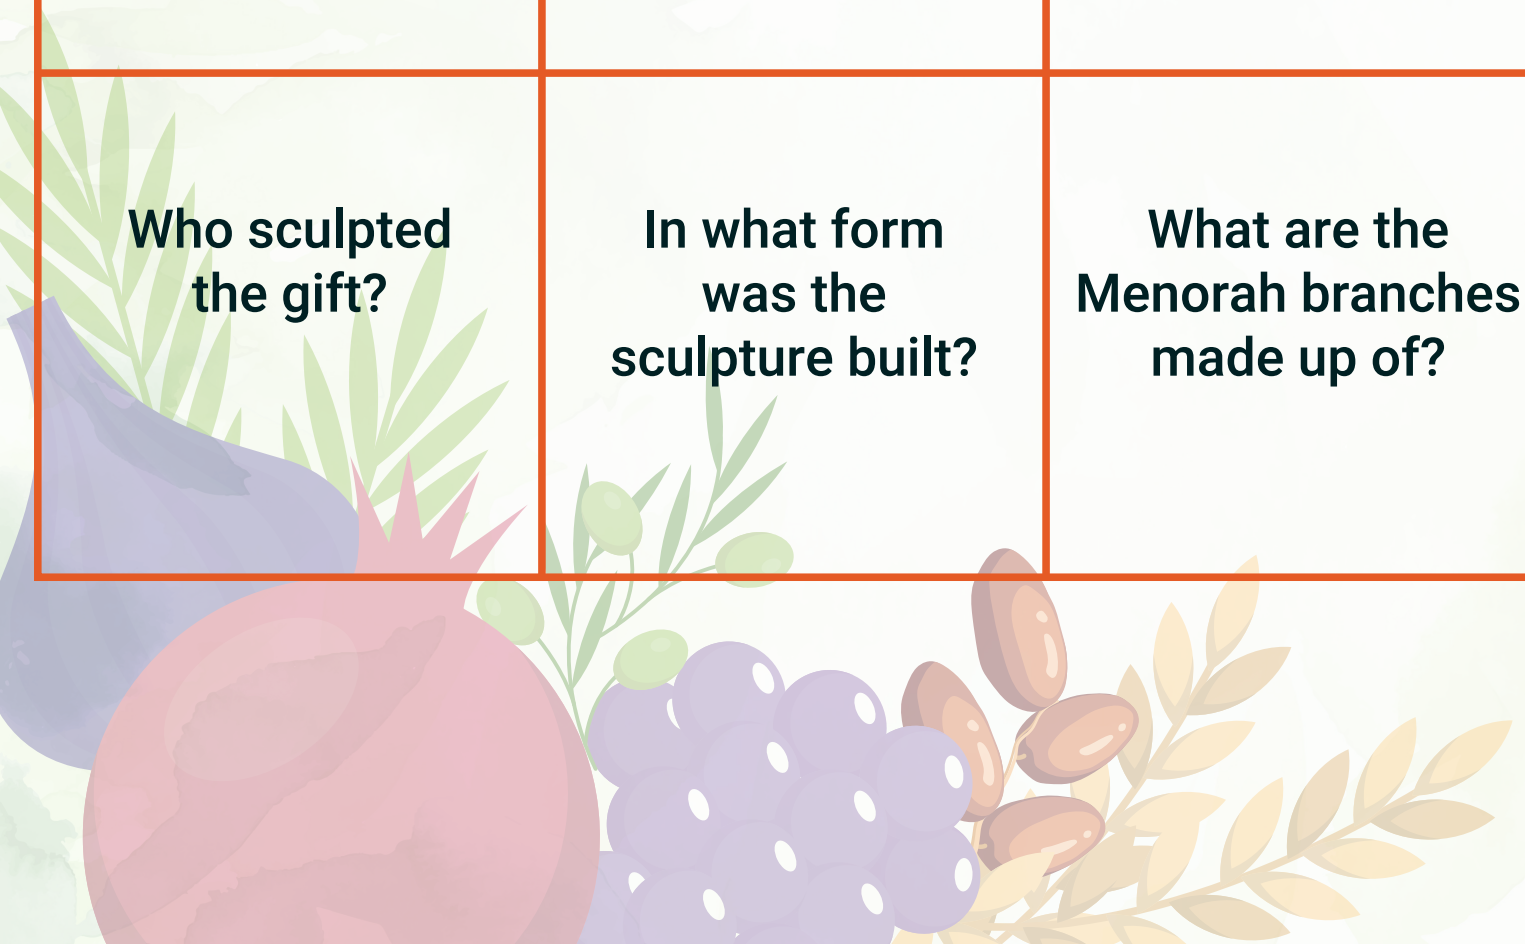 Who sculpted
the gift?
In what form
was the
sculpture built?
What are the
Menorah branches
made up of?